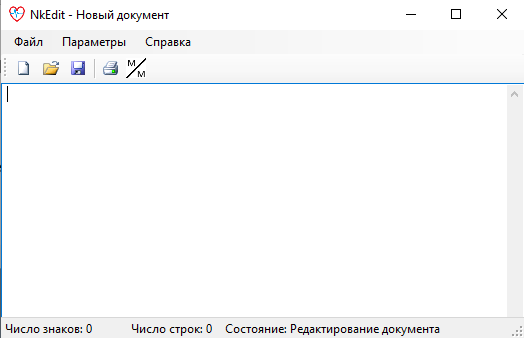 NkEdit - Новый документ
Файл Параметры Справка
M/M
Число знаков: 0 Число строк: 0 Состояние: Редактирование документа